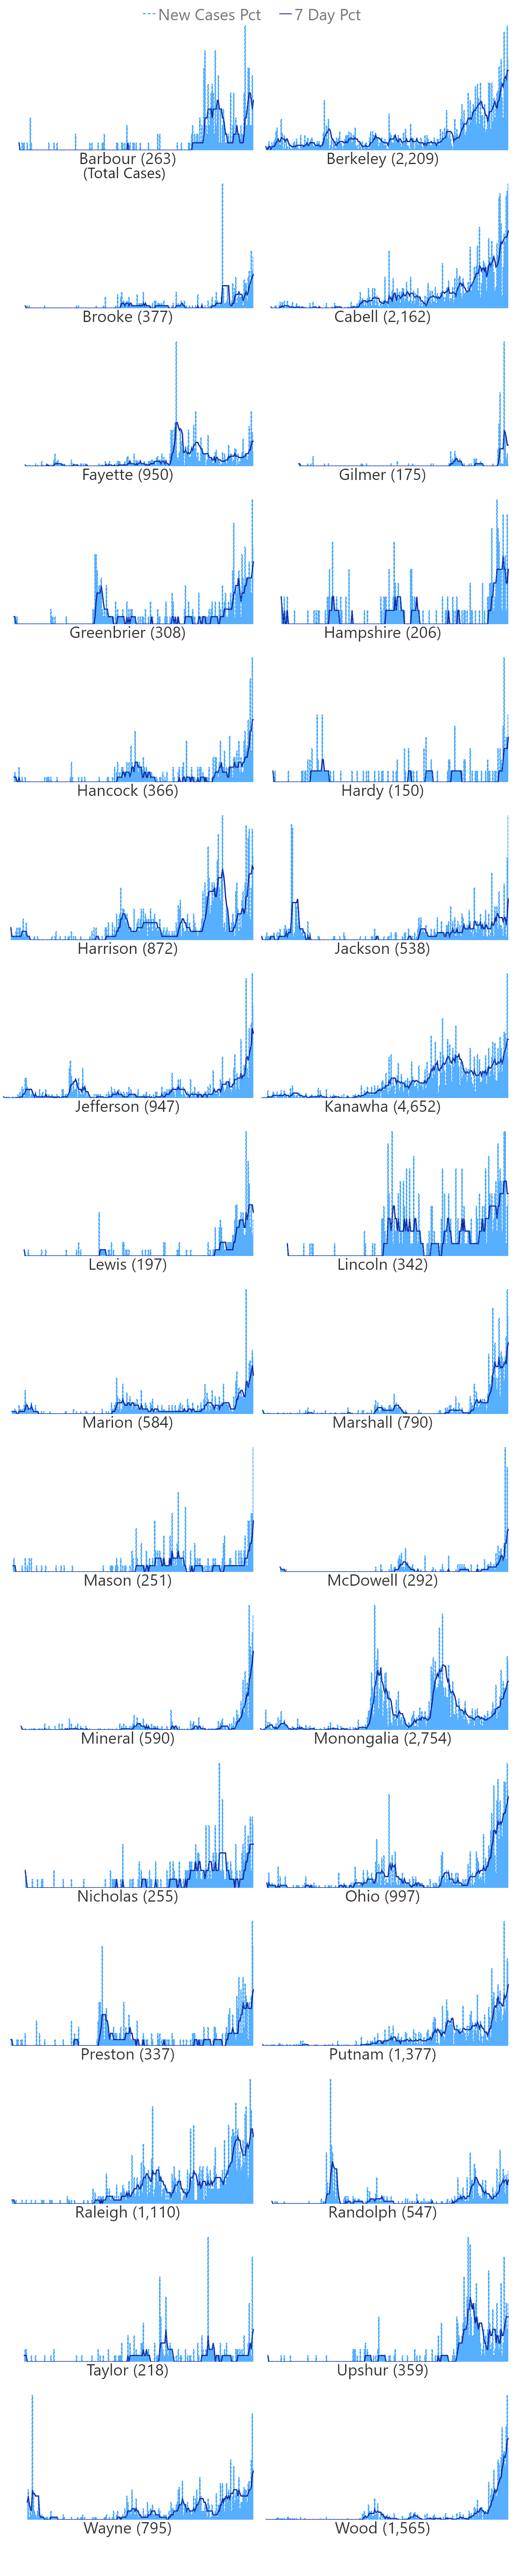 New Cases Pct 7 Day Pct
Barbour (263) Berkeley (2,209)
(Total Cases)
Brooke (377) Cabell (2,162)
Fayette (950) Gilmer (175)
Greenbrier (308) Hampshire (206)
Hancock (366) Hardy (150)
Harrison (872) Jackson (538)
Jefferson (947) Kanawha (4,652)
Lewis (197) Lincoln (342)
Marion (584) Marshall (790)
Mason (251) McDowell (292)
Mineral (590) Monongalia (2,754)
Nicholas (255) Ohio (997)
Preston (337) Putnam (1,377)
Raleigh (1,110) Randolph (547)
Taylor (218) Upshur (359)
Wayne (795) Wood (1,565)